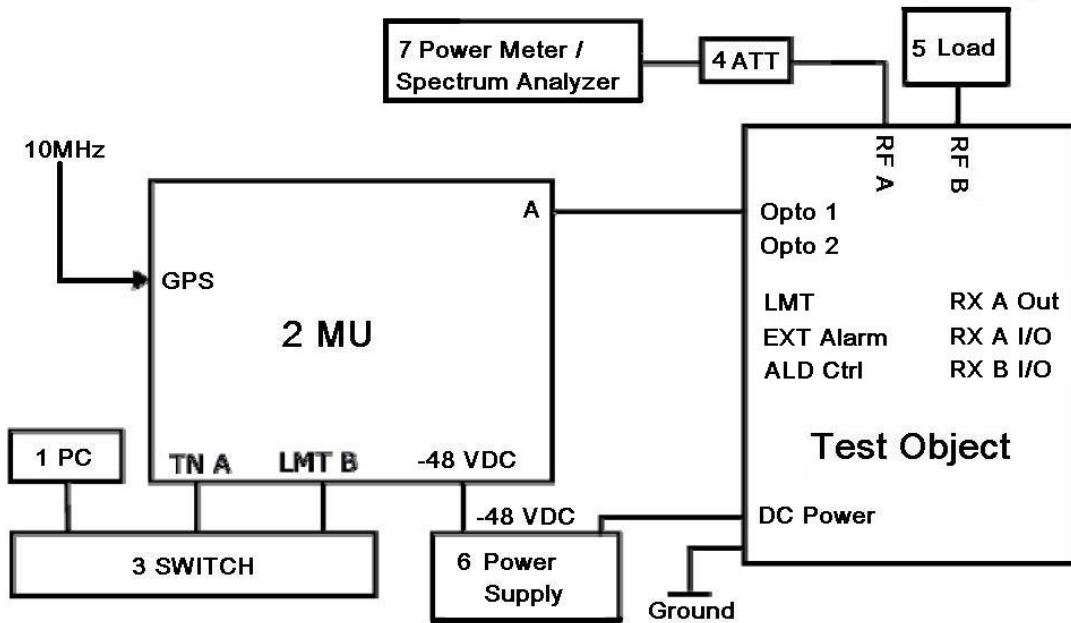 7 Power Meter /
Spectrum Analyzer
4 ATT
5 Load
10MHz
RF A
RF B
A
Opto 1
Opto 2
GPS
2 MU
LMT
RX A Out
EXT Alarm
RX A I/O
ALD Ctrl
RX B I/O
Test Object
1 PC
TN A
LMT B
-48 VDC
-48 VDC
DC Power
3 SWITCH
6 Power
Supply
Ground